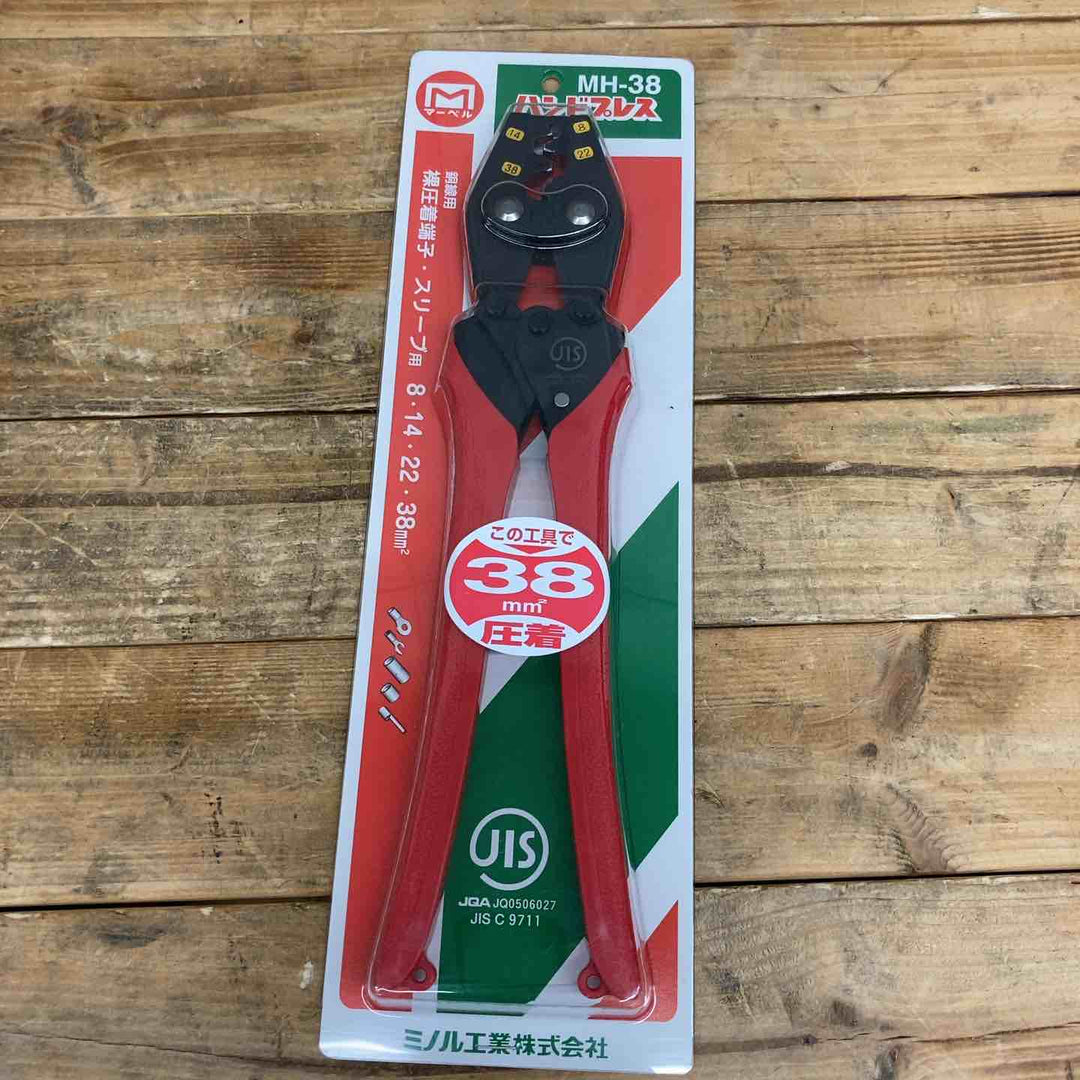 MH-38
ハンドプレス
M
マーベル
14
8
22
38
銅線用
裸圧着端子・スリーブ用 8・14・22・38mm²
JIS
この工具で
38
mm²
圧着
JIS
JQA JQ0506027
JIS C 9711
ミノル工業株式会社